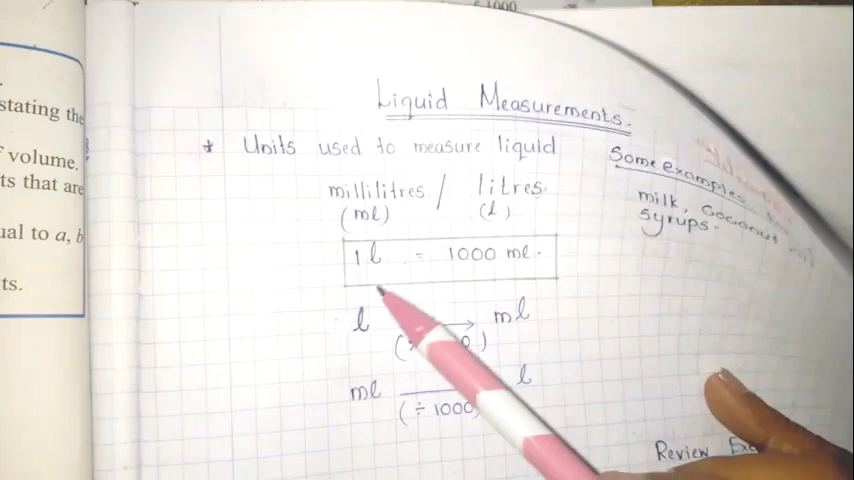 1000
stating the
volume.
ts that are
ual to a, b
ts.
Liquid Measurements.
* Units used to measure liquid
millilitres / litres.
(ml) (l)
1 l = 1000 ml.
l → ml
ml l
(÷ 1000
Some examples
milk, Coconut
syrups.
Review